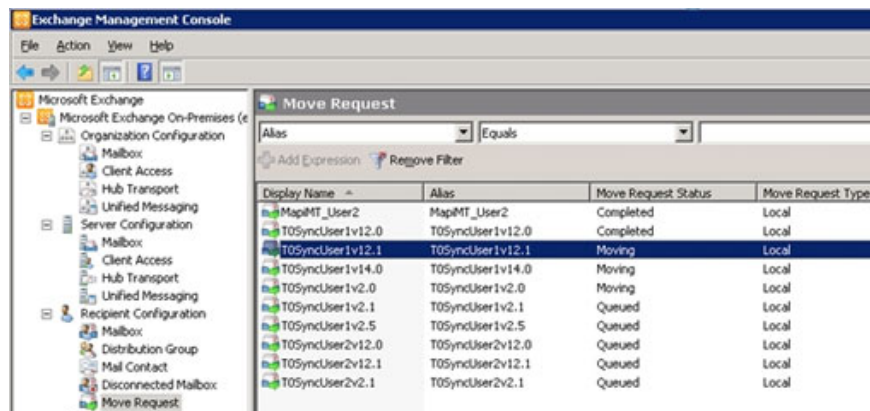 Exchange Management Console
File Action View Help
Microsoft Exchange
Microsoft Exchange On-Premises (e
Organization Configuration
Mailbox
Client Access
Hub Transport
Unified Messaging
Server Configuration
Mailbox
Client Access
Hub Transport
Unified Messaging
Recipient Configuration
Mailbox
Distribution Group
Mail Contact
Disconnected Mailbox
Move Request
Move Request
Alias Equals
Add Expression Remove Filter
Display Name Alias Move Request Status Move Request Type
MapiMT_User2 MapiMT_User2 Completed Local
T0SyncUser1v12.0 T0SyncUser1v12.0 Completed Local
T0SyncUser1v12.1 T0SyncUser1v12.1 Moving Local
T0SyncUser1v14.0 T0SyncUser1v14.0 Moving Local
T0SyncUser1v2.0 T0SyncUser1v2.0 Moving Local
T0SyncUser1v2.1 T0SyncUser1v2.1 Queued Local
T0SyncUser1v2.5 T0SyncUser1v2.5 Queued Local
T0SyncUser2v12.0 T0SyncUser2v12.0 Queued Local
T0SyncUser2v12.1 T0SyncUser2v12.1 Queued Local
T0SyncUser2v2.1 T0SyncUser2v2.1 Queued Local